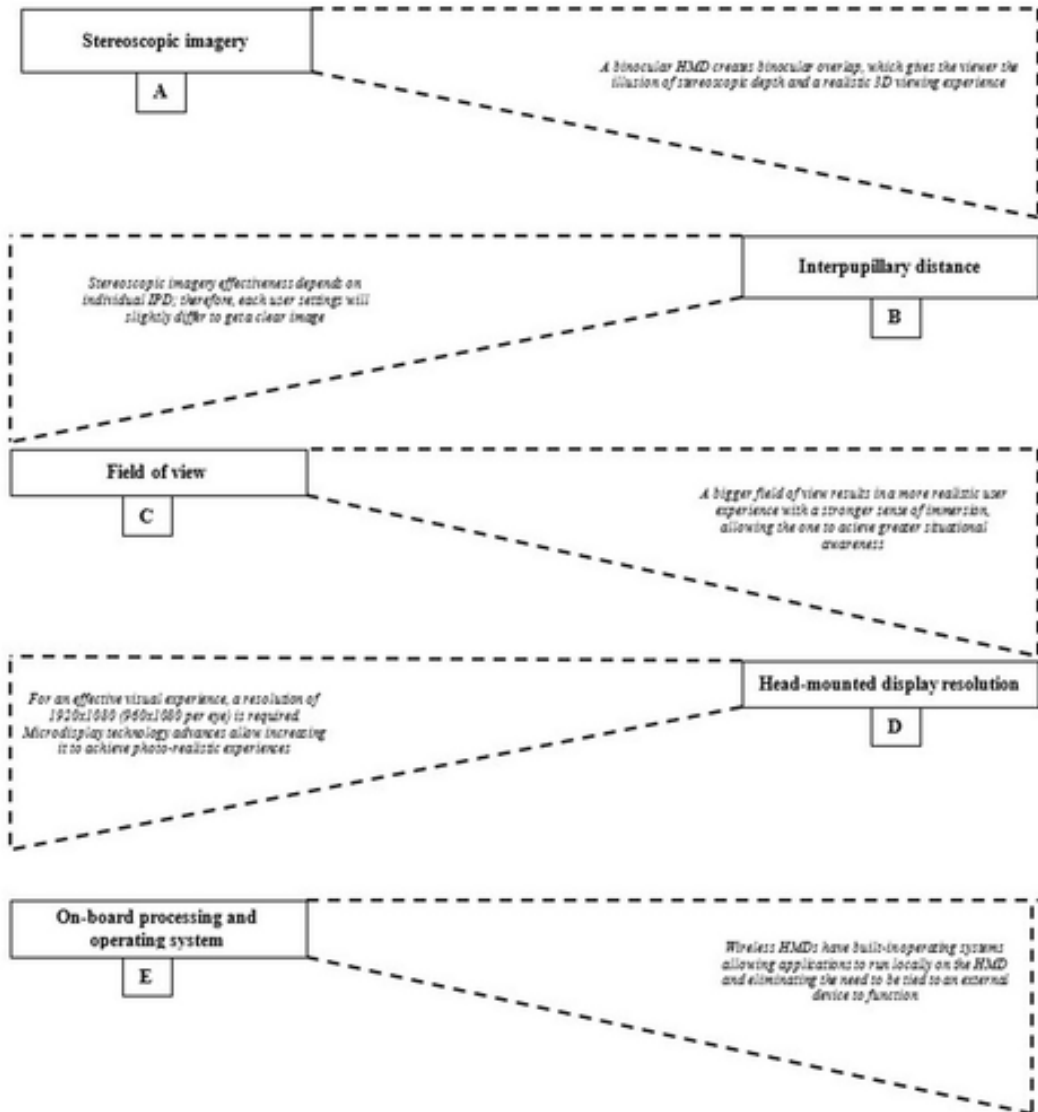 Stereoscopic imagery
A
A binocular HMD creates binocular overlap, which gives the viewer the
illusion of stereoscopic depth and a realistic 3D viewing experience
Interpupillary distance
B
Stereoscopic imagery effectiveness depends on
individual IPD; therefore, each user settings will
slightly differ to get a clear image
Field of view
C
A bigger field of view results in a more realistic user
experience with a stronger sense of immersion,
allowing the one to acieve greater situational
awareness
Head-mounted display resolution
D
For an effective visual experience, a resolution of
1920x1080 (960x1080 per eye) is required.
Microdisplay technology advances allow increasing
it to achieve photo-realistic experiences
On-board processing and
operating system
E
Wireless HMDs have built-inoperating systems
allowing applications to run locally on the HMD
and eliminating the need to be tied to an external
device to function